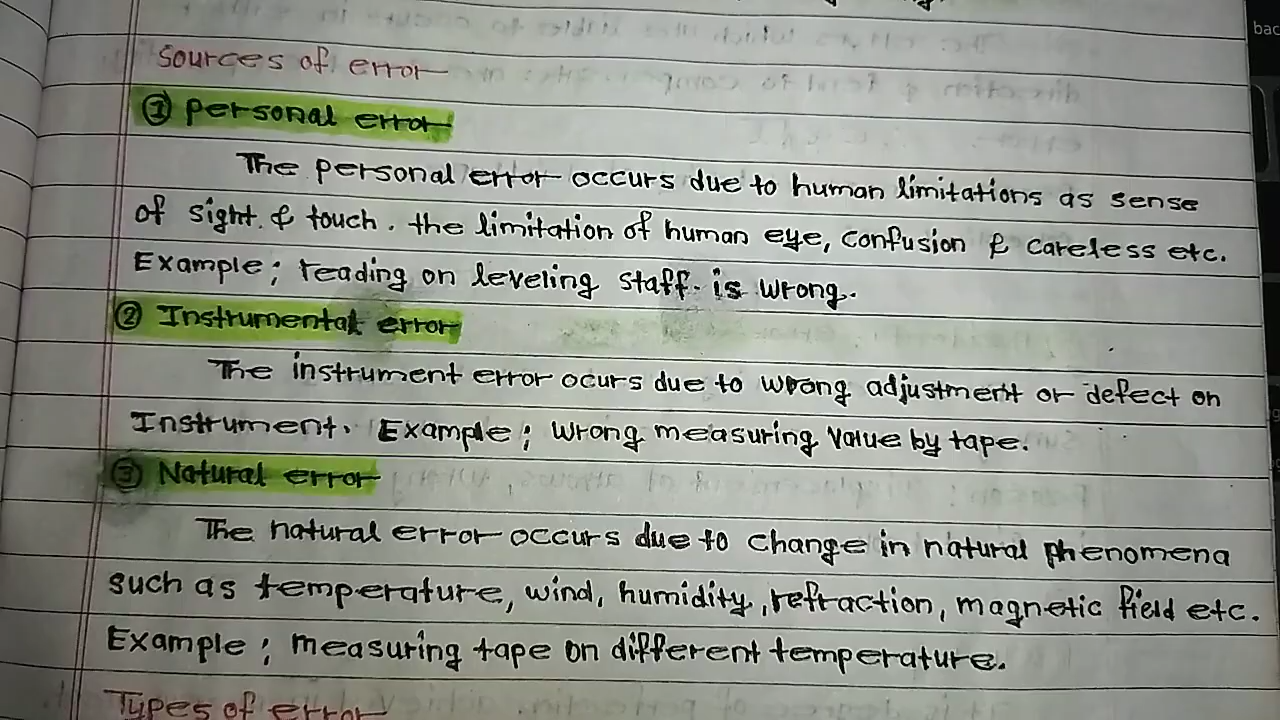 Sources of error
① Personal error
The personal error occurs due to human limitations as sense
of sight. & touch. the limitation of human eye, confusion & careless etc.
Example; reading on leveling staff. is wrong.
② Instrumental error
The instrument error ocurs due to wrong adjustment or defect on
Instrument. Example; wrong measuring value by tape.
③ Natural error
The natural error occurs due to change in natural phenomena
such as temperature, wind, humidity, refraction, magnetic field etc.
Example; measuring tape on different temperature.
Types of error